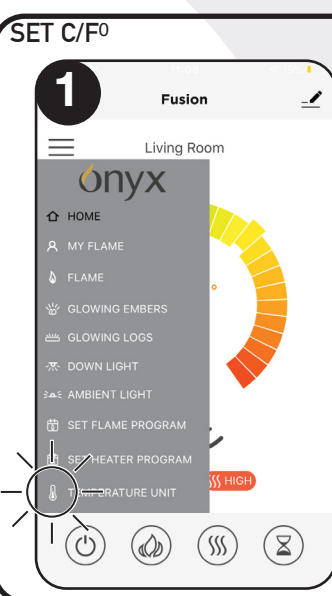 SET C/F⁰
1
Fusion
Living Room
ónyx
HOME
MY FLAME
FLAME
GLOWING EMBERS
GLOWING LOGS
DOWN LIGHT
AMBIENT LIGHT
SET FLAME PROGRAM
SET HEATER PROGRAM
TEMPERATURE UNIT
HIGH